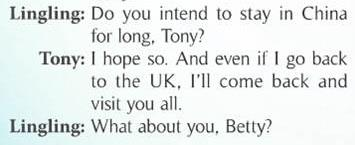 Lingling: Do you intend to stay in China
for long, Tony?
Tony: I hope so. And even if I go back
to the UK, I'll come back and
visit you all.
Lingling: What about you, Betty?